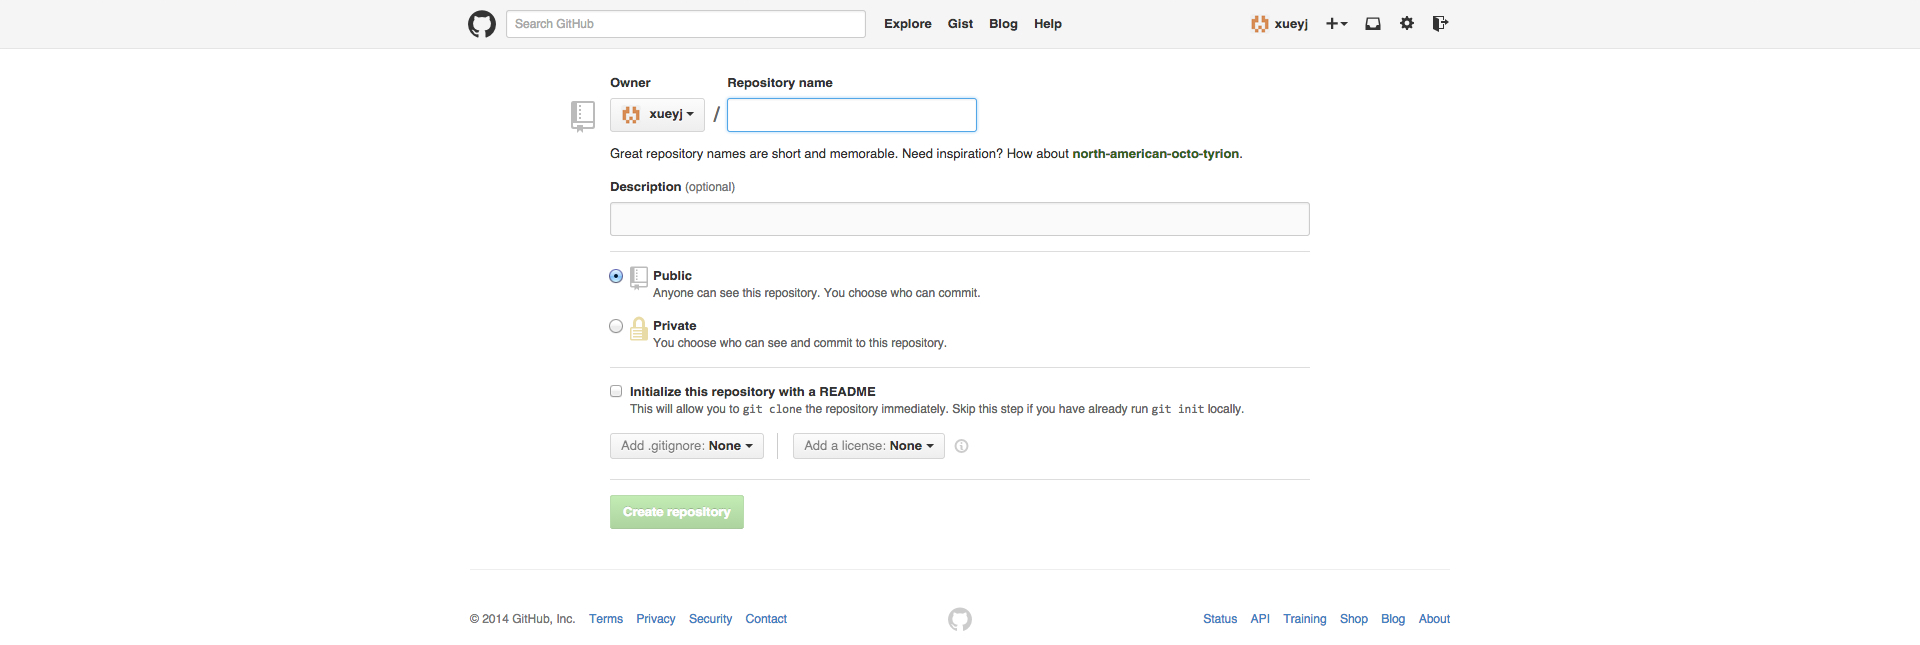 Search GitHub Explore Gist Blog Help xueyj
Owner Repository name
xueyj /
Great repository names are short and memorable. Need inspiration? How about north-american-octo-tyrion.
Description (optional)
Public
Anyone can see this repository. You choose who can commit.
Private
You choose who can see and commit to this repository.
Initialize this repository with a README
This will allow you to git clone the repository immediately. Skip this step if you have already run git init locally.
Add .gitignore: None Add a license: None
Create repository
© 2014 GitHub, Inc. Terms Privacy Security Contact Status API Training Shop Blog About